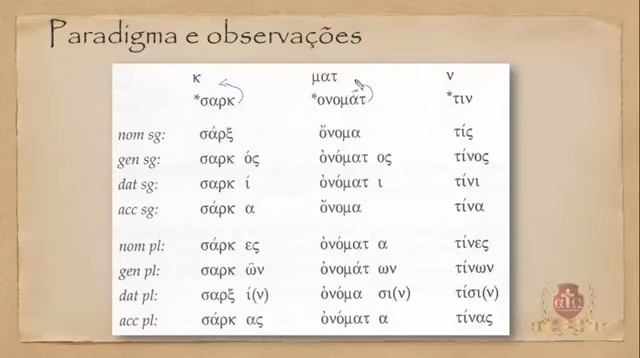 Paradigma e observações
κ ματ ν
*σαρκ *ονοματ *τιν
nom sg: σάρξ ὄνομα τίς
gen sg: σαρκ ός ὀνόματ ος τίνος
dat sg: σαρκ ί ὀνόματ ι τίνι
acc sg: σάρκ α ὄνομα τίνα
nom pl: σάρκ ες ὀνόματ α τίνες
gen pl: σαρκ ῶν ὀνομάτ ων τίνων
dat pl: σαρξ ί(ν) ὀνόμα σι(ν) τίσι(ν)
acc pl: σάρκ ας ὀνόματ α τίνας